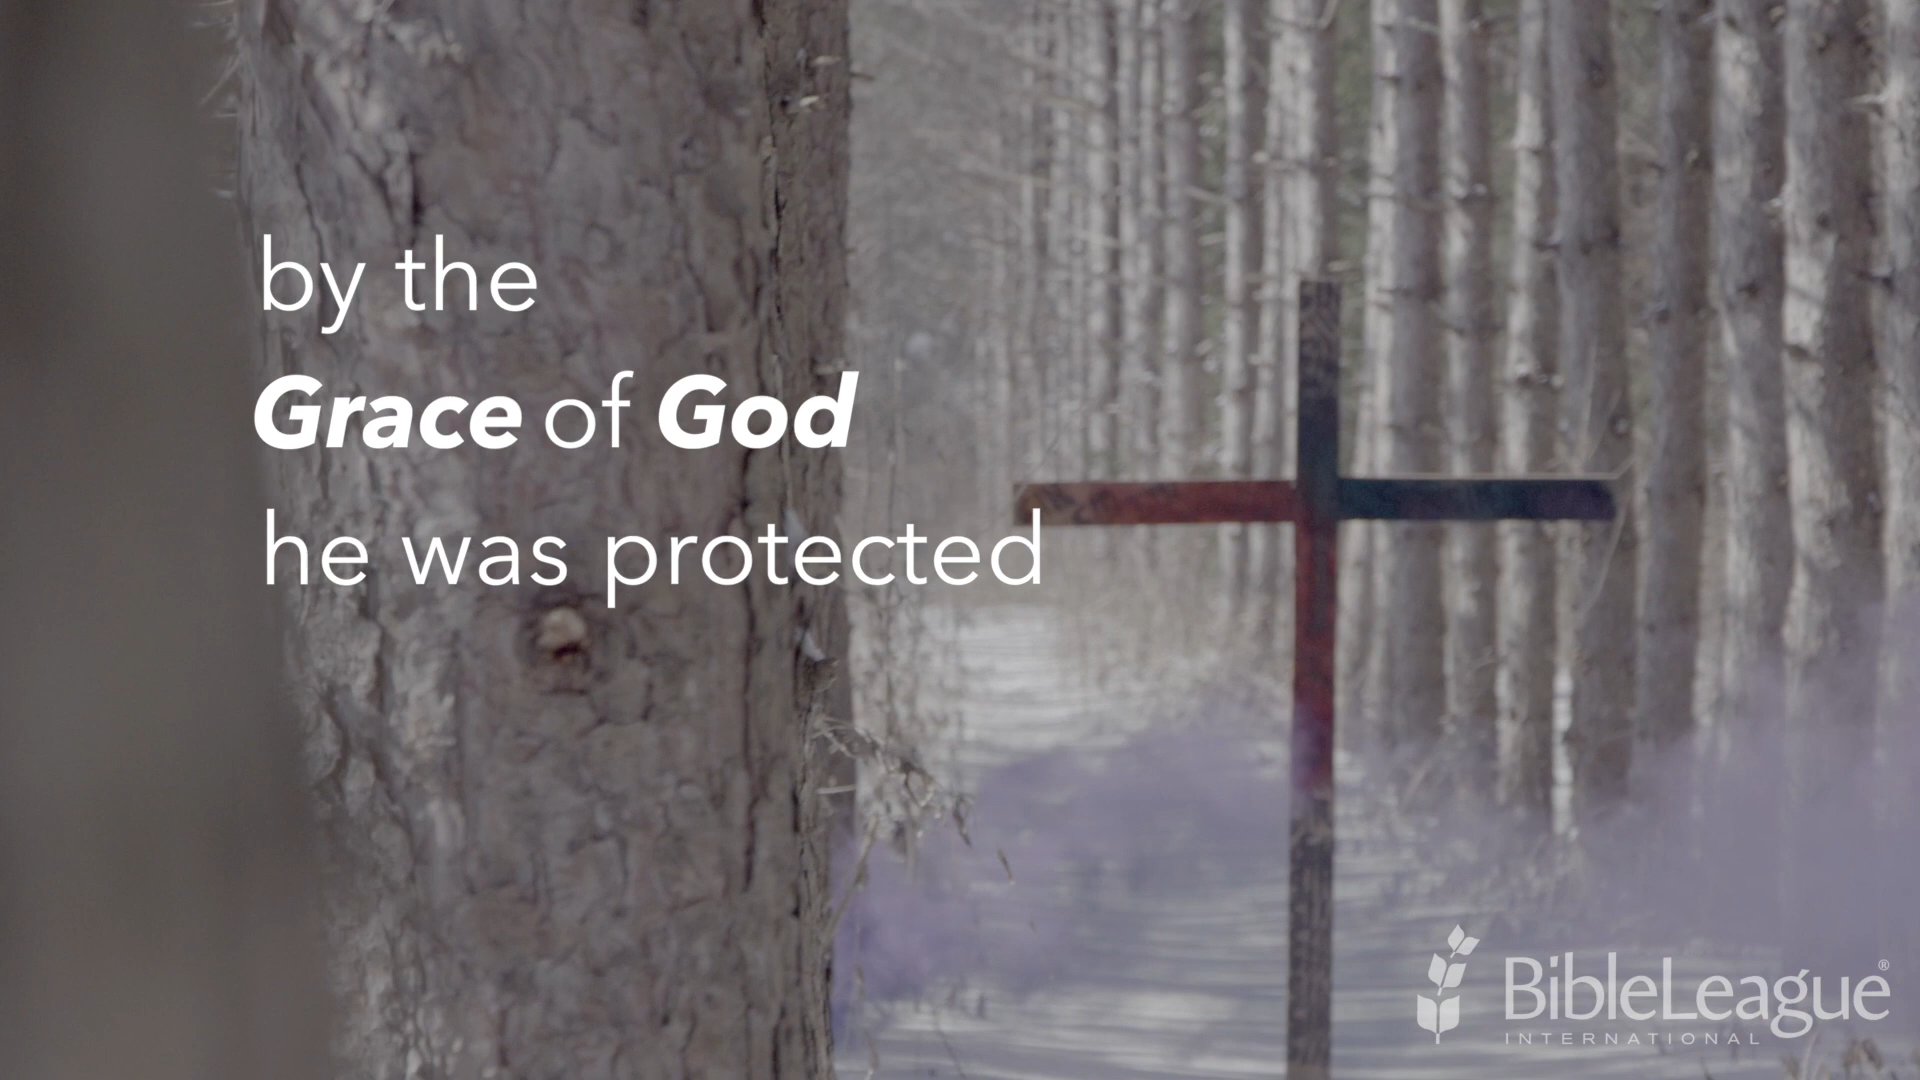 by the
Grace of God
he was protected
BibleLeague®
INTERNATIONAL